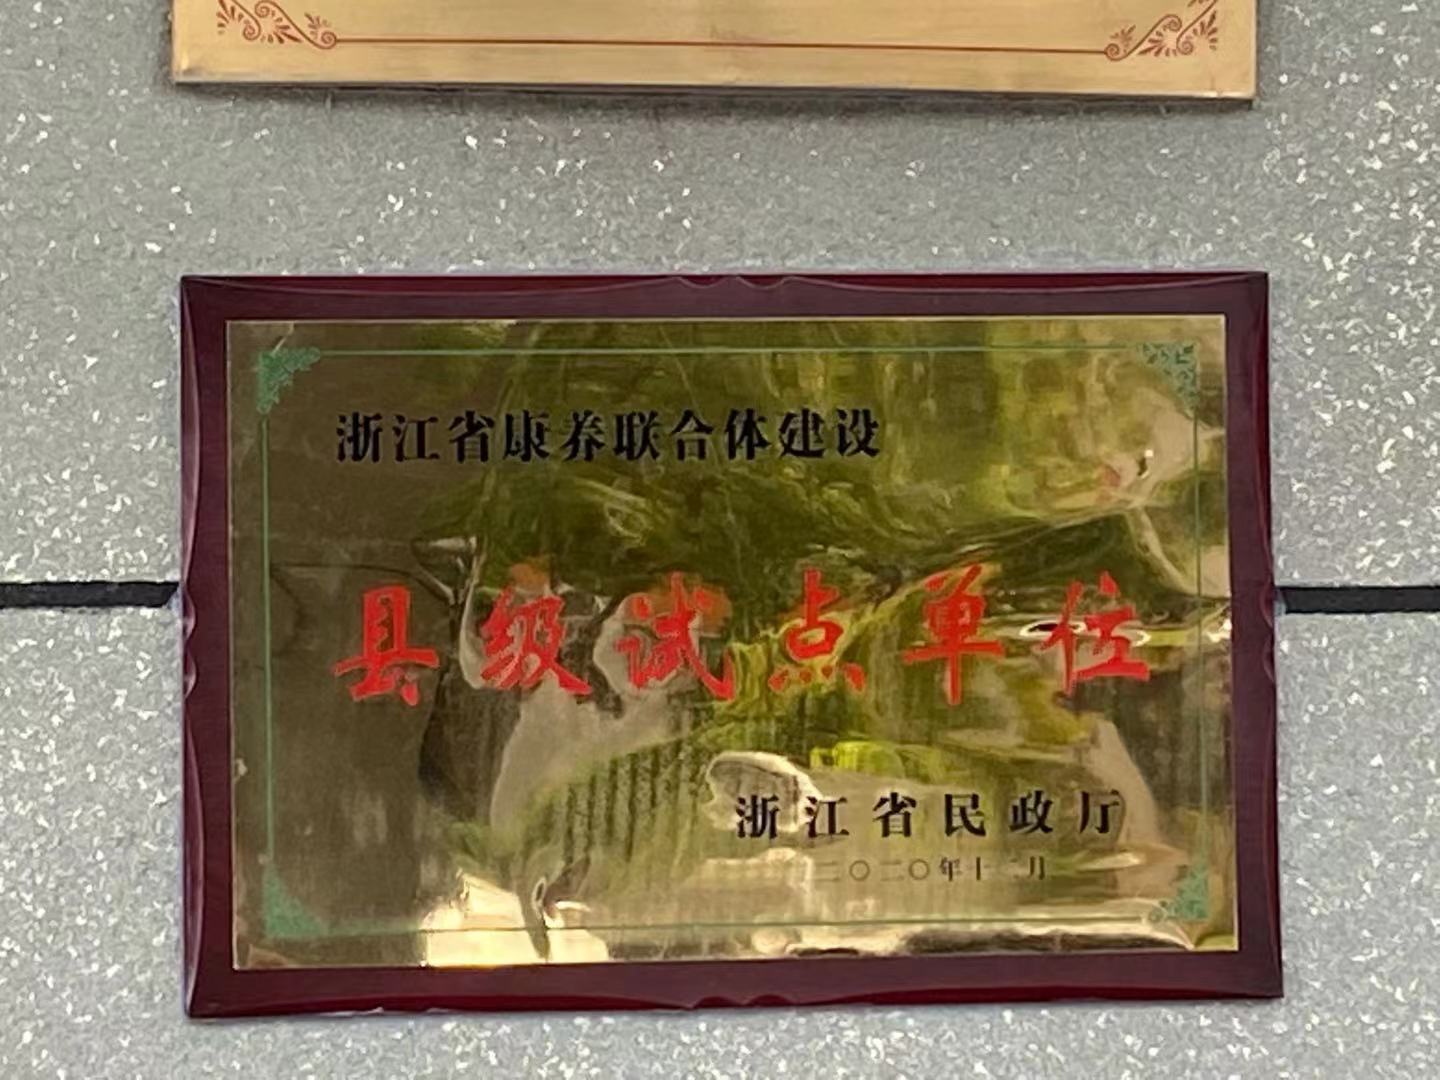 浙江省康养联合体建设
县级试点单位
浙江省民政厅
二〇二〇年十二月